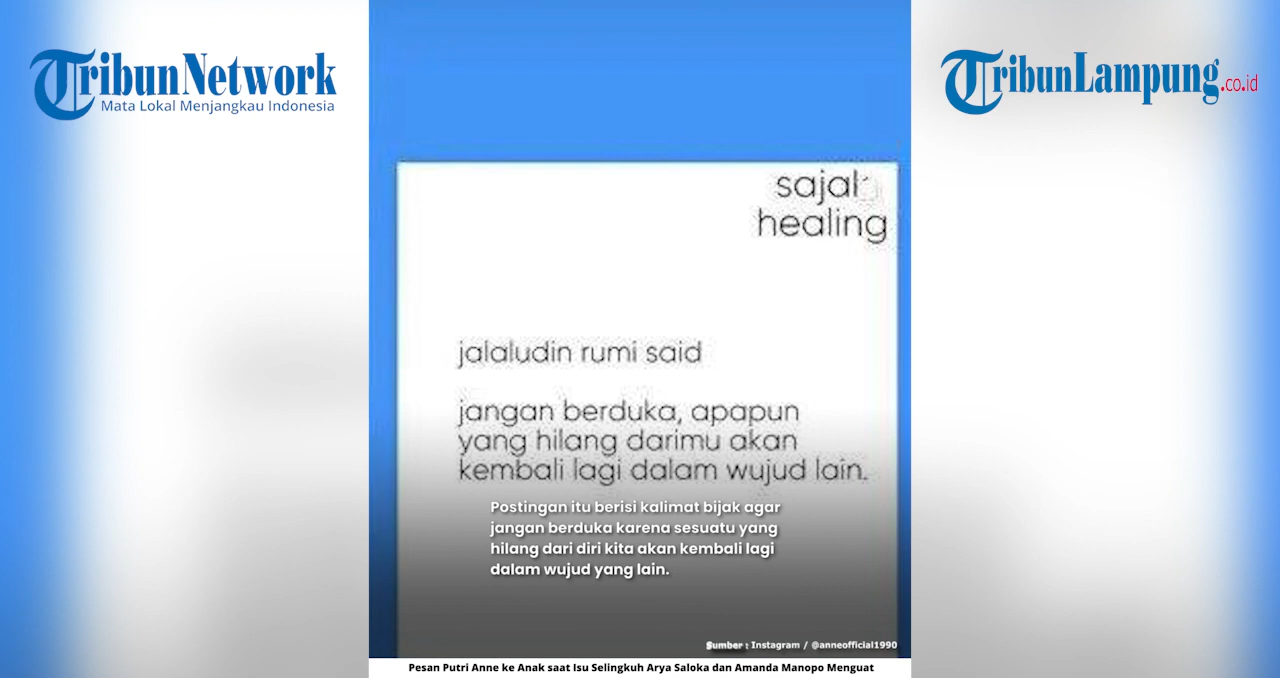 TribunNetwork
Mata Lokal Menjangkau Indonesia
TribunLampung.co.id
healing
jalaludin rumi said
jangan berduka, apapun
yang hilang darimu akan
kembali lagi dalam wujud lain.
Postingan itu berisi kalimat bijak agar
jangan berduka karena sesuatu yang
hilang dari diri kita akan kembali lagi
dalam wujud yang lain.
Sumber : Instagram / @anneofficial1990
Pesan Putri Anne ke Anak saat Isu Selingkuh Arya Saloka dan Amanda Manopo Menguat